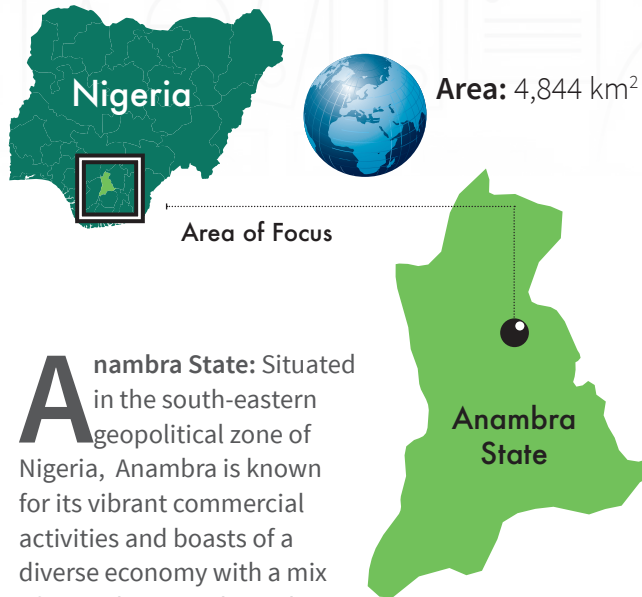 Nigeria
Area: 4,844 km²
Area of Focus
Anambra
State
Anambra State: Situated
in the south-eastern
geopolitical zone of
Nigeria, Anambra is known
for its vibrant commercial
activities and boasts of a
diverse economy with a mix